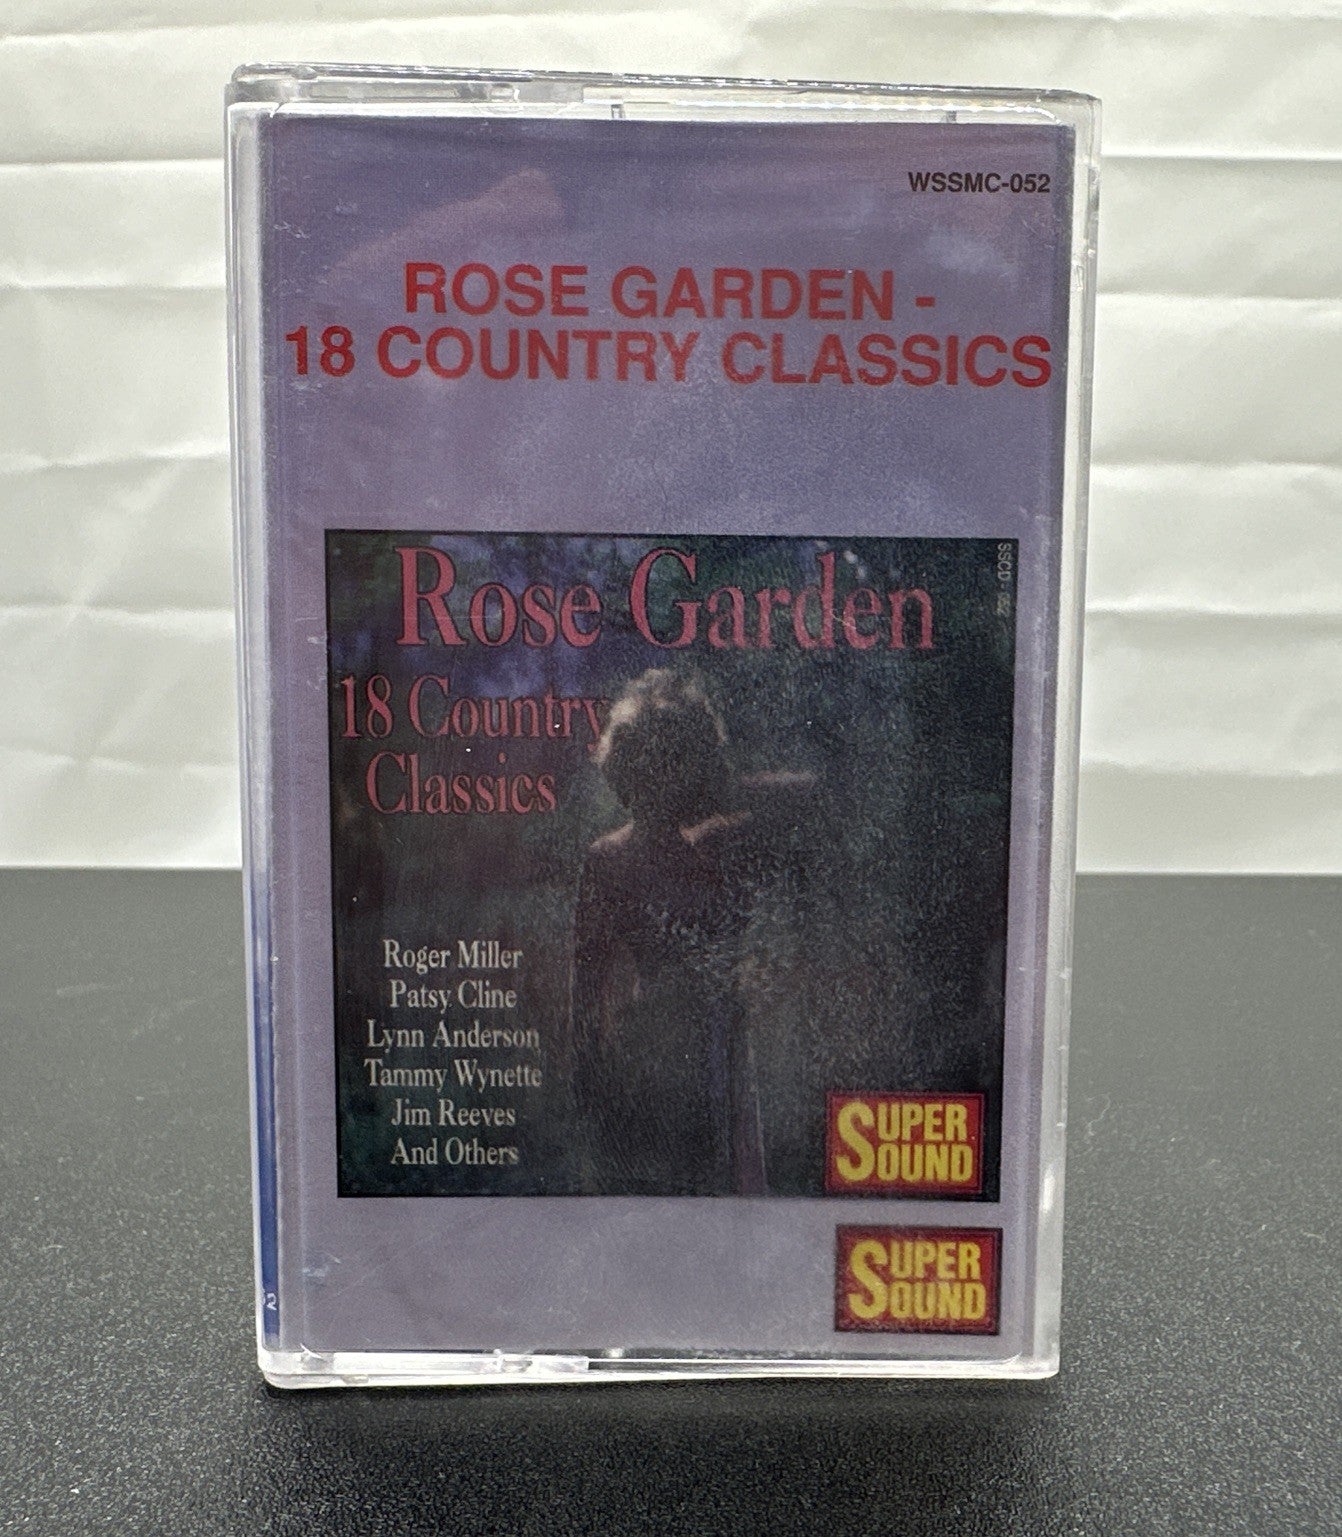 WSSMC-052
ROSE GARDEN -
18 COUNTRY CLASSICS
Rose Garden
18 Country
Classics
Roger Miller
Patsy Cline
Lynn Anderson
Tammy Wynette
Jim Reeves
And Others
SUPER
SOUND
SUPER
SOUND